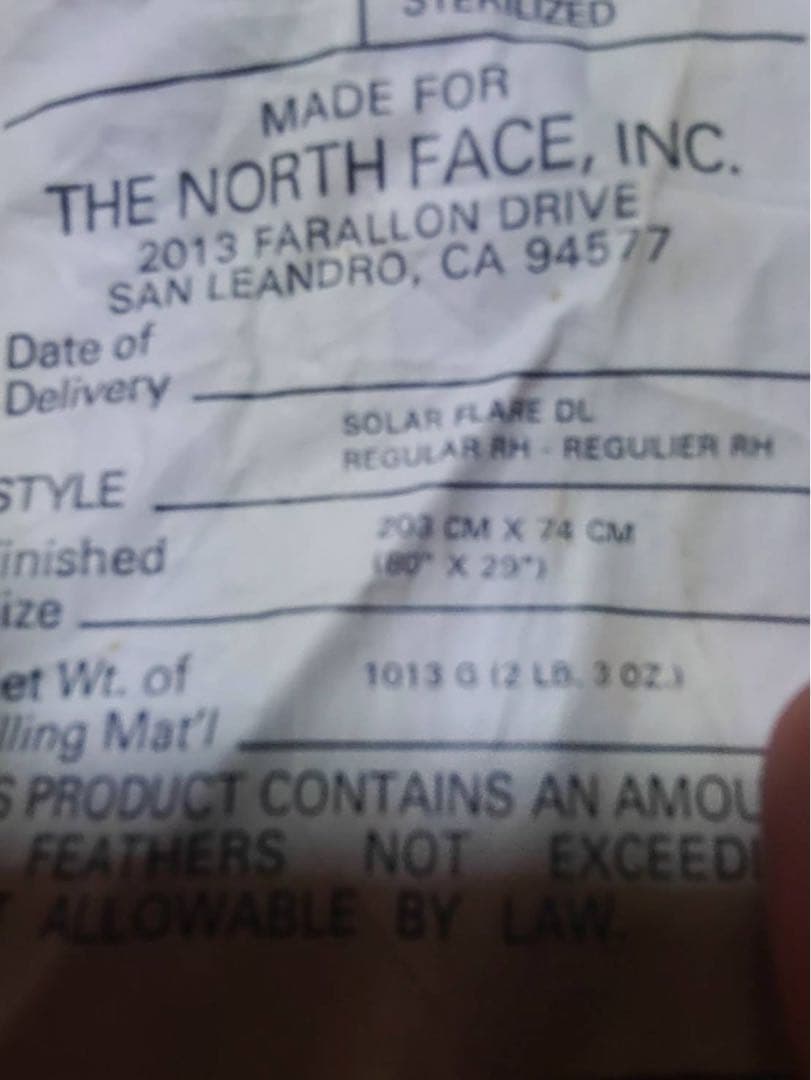 STERILIZED
MADE FOR
THE NORTH FACE, INC.
2013 FARALLON DRIVE
SAN LEANDRO, CA 94577
Date of
Delivery
SOLAR FLARE DL
REGULAR RH - REGULIER RH
STYLE
203 CM X 74 CM
inished
(80" X 29")
ize
et Wt. of
1013 G (2 LB. 3 OZ.)
lling Mat'l
S PRODUCT CONTAINS AN AMOU
FEATHERS NOT EXCEEDI
T ALLOWABLE BY LAW.